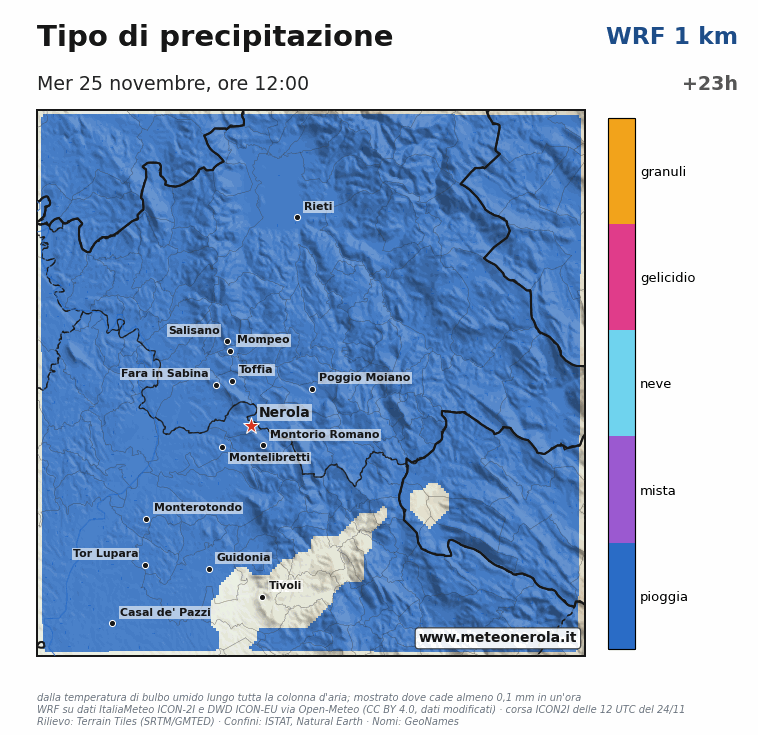 Tipo di precipitazione
WRF 1 km
Mer 25 novembre, ore 12:00
+23h
granuli
gelicidio
neve
mista
pioggia
Rieti
Salisano
Mompeo
Fara in Sabina
Toffia
Poggio Moiano
Nerola
Montorio Romano
Montelibretti
Monterotondo
Tor Lupara
Guidonia
Tivoli
Casal de' Pazzi
www.meteonerola.it
dalla temperatura di bulbo umido lungo tutta la colonna d'aria; mostrato dove cade almeno 0,1 mm in un'ora
WRF su dati ItaliaMeteo ICON-2I e DWD ICON-EU via Open-Meteo (CC BY 4.0, dati modificati) · corsa ICON2I delle 12 UTC del 24/11
Rilievo: Terrain Tiles (SRTM/GMTED) · Confini: ISTAT, Natural Earth · Nomi: GeoNames